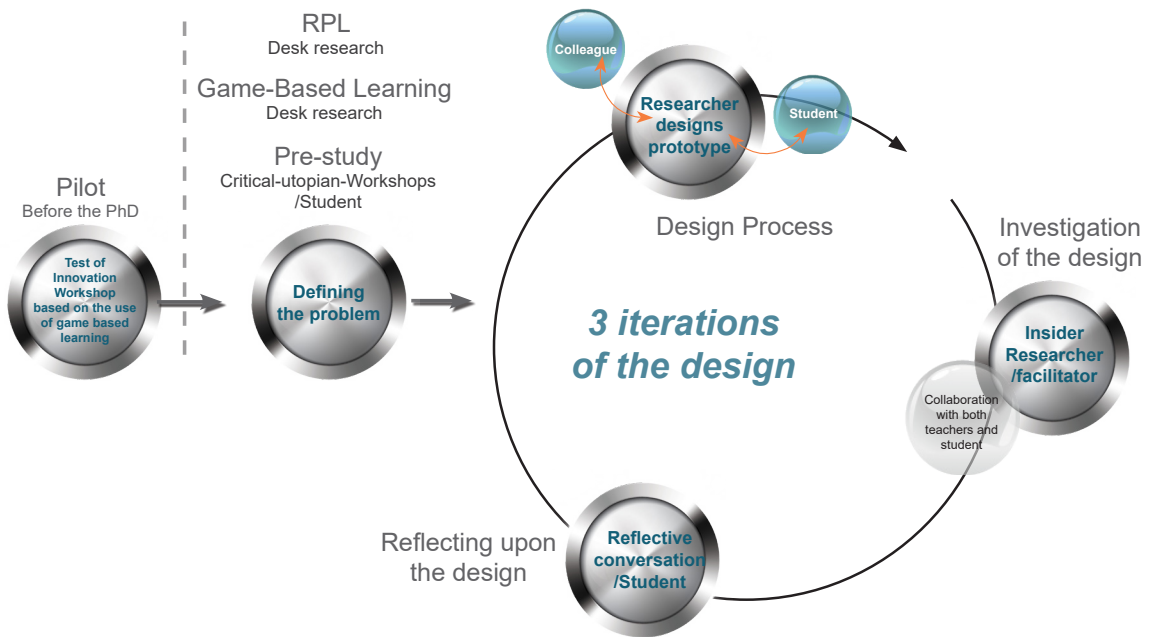 Pilot
Before the PhD
Test of
Innovation
Workshop
based on the use
of game based
learning
RPL
Desk research
Game-Based Learning
Desk research
Pre-study
Critical-utopian-Workshops
/Student
Defining
the problem
Colleague
Researcher
designs
prototype
Student
Design Process
3 iterations
of the design
Investigation
of the design
Insider
Researcher
/facilitator
Collaboration
with both
teachers and
student
Reflecting upon
the design
Reflective
conversation
/Student